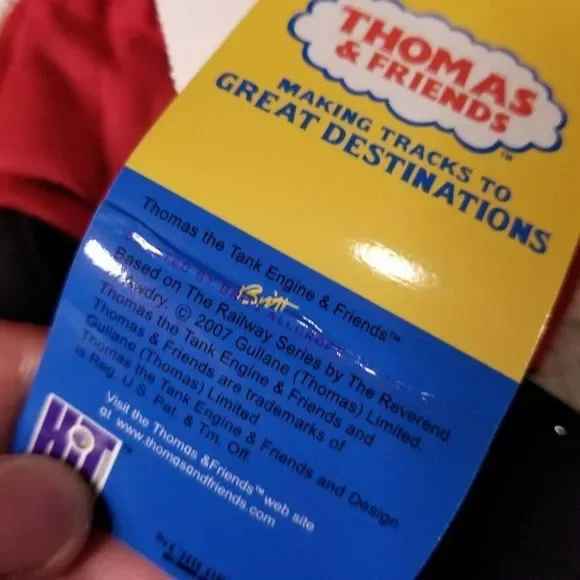 THOMAS
& FRIENDS
™
MAKING TRACKS TO
GREAT DESTINATIONS
Thomas the Tank Engine & Friends™
Britt
Based on The Railway Series by The Reverend
© 2007 Gullane (Thomas) Limited.
Thomas the Tank Engine & Friends and
Thomas & Friends are trademarks of
Gullane (Thomas) Limited
Thomas the Tank Engine & Friends and Design
is Reg. U.S. Pat. & Tm. Off.
HiT
Visit the Thomas &Friends™ web site
at www.thomasandfriends.com